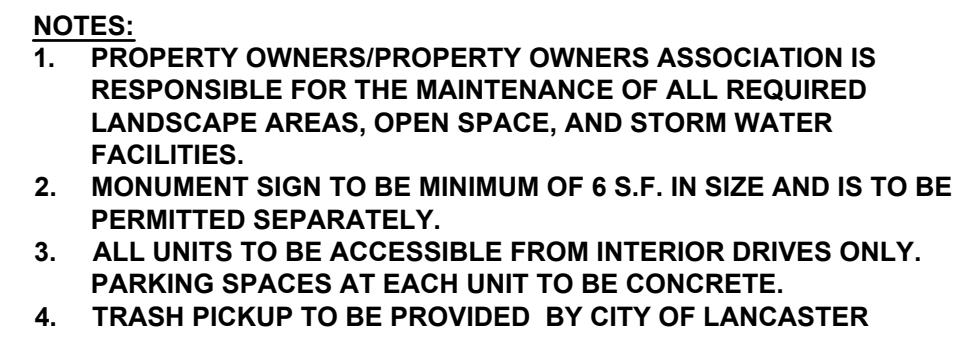 NOTES:
1. PROPERTY OWNERS/PROPERTY OWNERS ASSOCIATION IS
RESPONSIBLE FOR THE MAINTENANCE OF ALL REQUIRED
LANDSCAPE AREAS, OPEN SPACE, AND STORM WATER
FACILITIES.
2. MONUMENT SIGN TO BE MINIMUM OF 6 S.F. IN SIZE AND IS TO BE
PERMITTED SEPARATELY.
3. ALL UNITS TO BE ACCESSIBLE FROM INTERIOR DRIVES ONLY.
PARKING SPACES AT EACH UNIT TO BE CONCRETE.
4. TRASH PICKUP TO BE PROVIDED BY CITY OF LANCASTER